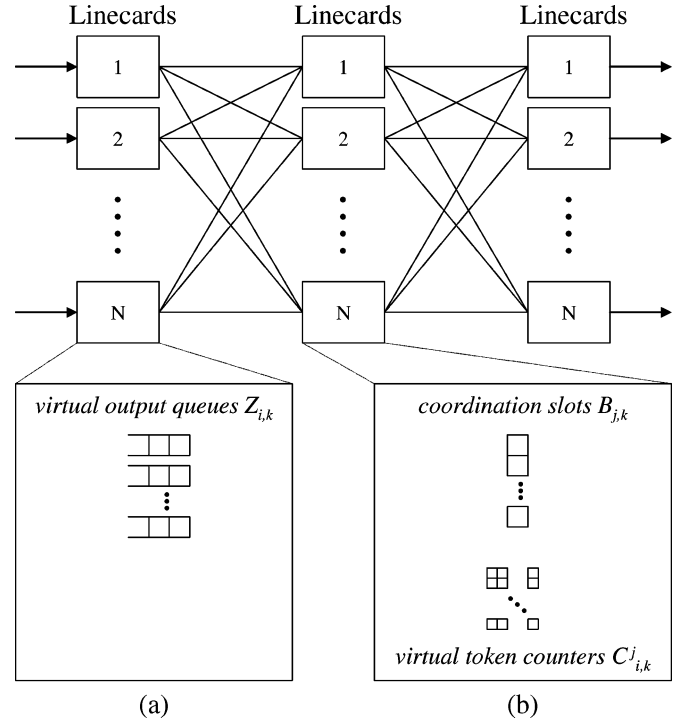 Linecards Linecards Linecards
1 1 1
2 2 2
N N N
virtual output queues Z_{i,k}
coordination slots B_{j,k}
virtual token counters C^{j}_{i,k}
(a) (b)